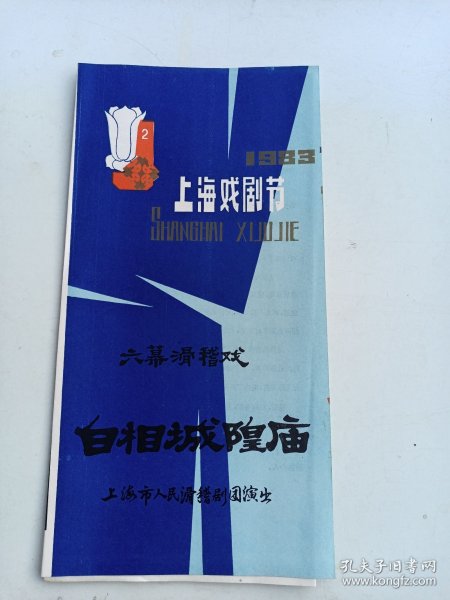 2
1983
上海戏剧节
SHANGHAI XIJUJIE
六幕滑稽戏
白相城隍庙
上海市人民滑稽剧团演出
孔夫子旧书网
www.kongfz.com